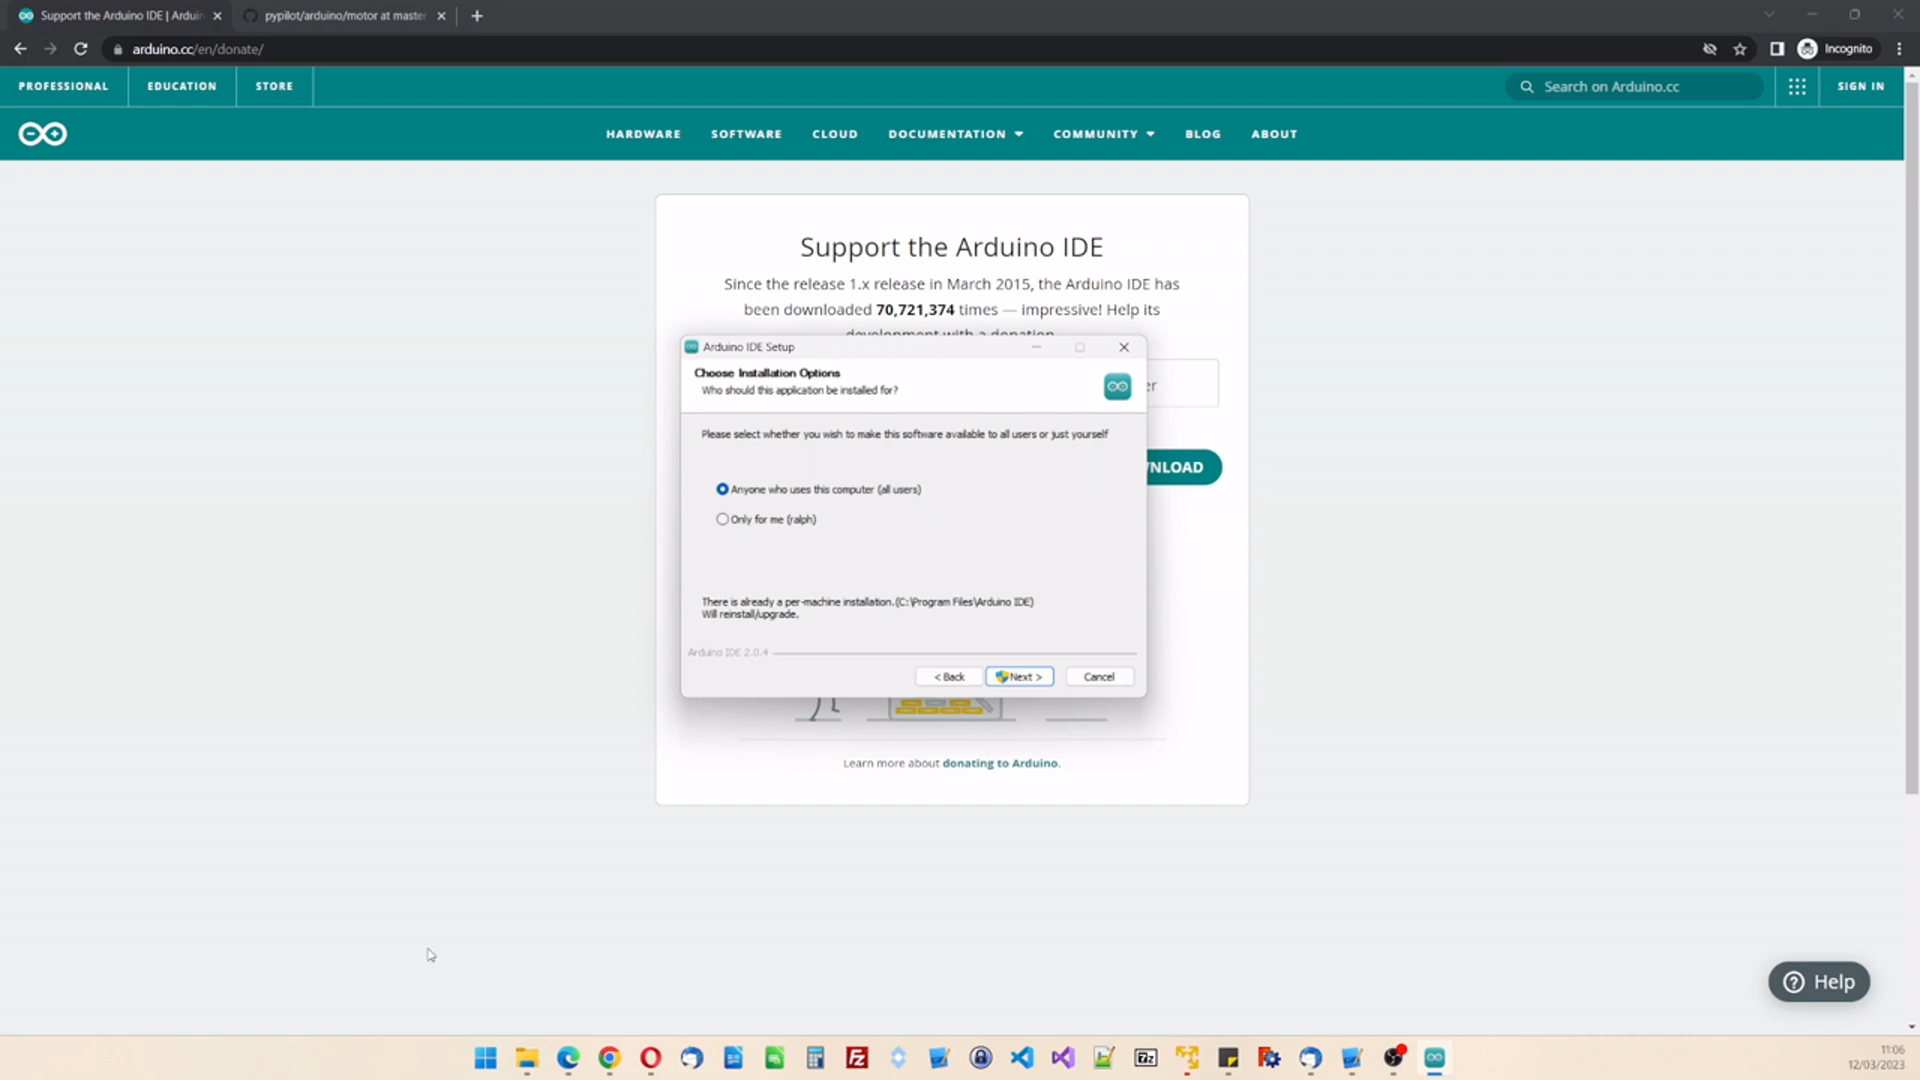 Support the Arduino IDE | Arduin
pypilot/arduino/motor at master
arduino.cc/en/donate/
Incognito
PROFESSIONAL
EDUCATION
STORE
Search on Arduino.cc
SIGN IN
HARDWARE
SOFTWARE
CLOUD
DOCUMENTATION
COMMUNITY
BLOG
ABOUT
Support the Arduino IDE
Since the release 1.x release in March 2015, the Arduino IDE has
been downloaded 70,721,374 times — impressive! Help its
development with a donation.
Arduino IDE Setup
Choose Installation Options
Who should this application be installed for?
Please select whether you wish to make this software available to all users or just yourself
NLOAD
Anyone who uses this computer (all users)
Only for me (ralph)
There is already a per-machine installation. (C:\Program Files\Arduino IDE)
Will reinstall/upgrade.
Arduino IDE 2.0.4
< Back
Next >
Cancel
Learn more about donating to Arduino.
Help
Fz
7z
11:06
12/03/2023